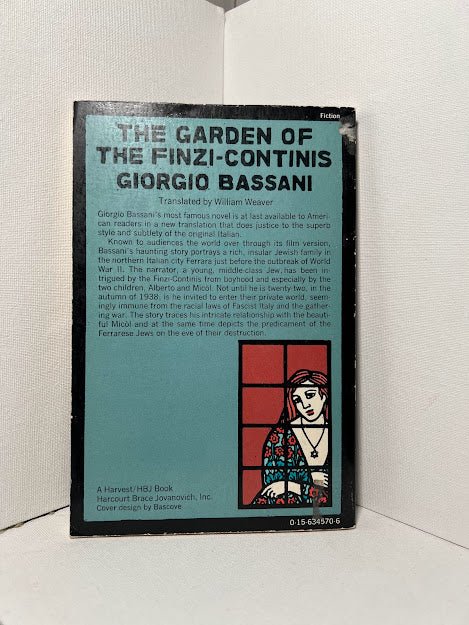 Fiction
THE GARDEN OF
THE FINZI-CONTINIS
GIORGIO BASSANI
Translated by William Weaver
Giorgio Bassani's most famous novel is at last available to Ameri-
can readers in a new translation that does justice to the superb
style and subtlety of the original Italian.
Known to audiences the world over through its film version,
Bassani's haunting story portrays a rich, insular Jewish family in
the northern Italian city Ferrara just before the outbreak of World
War II. The narrator, a young, middle-class Jew, has been in-
trigued by the Finzi-Continis from boyhood and especially by the
two children, Alberto and Micòl. Not until he is twenty-two, in the
autumn of 1938, is he invited to enter their private world, seem-
ingly immune from the racial laws of Fascist Italy and the gather-
ing war. The story traces his intricate relationship with the beauti-
ful Micòl and at the same time depicts the predicament of the
Ferrarese Jews on the eve of their destruction.
A Harvest/HBJ Book
Harcourt Brace Jovanovich, Inc.
Cover design by Bascove
0-15-634570-6